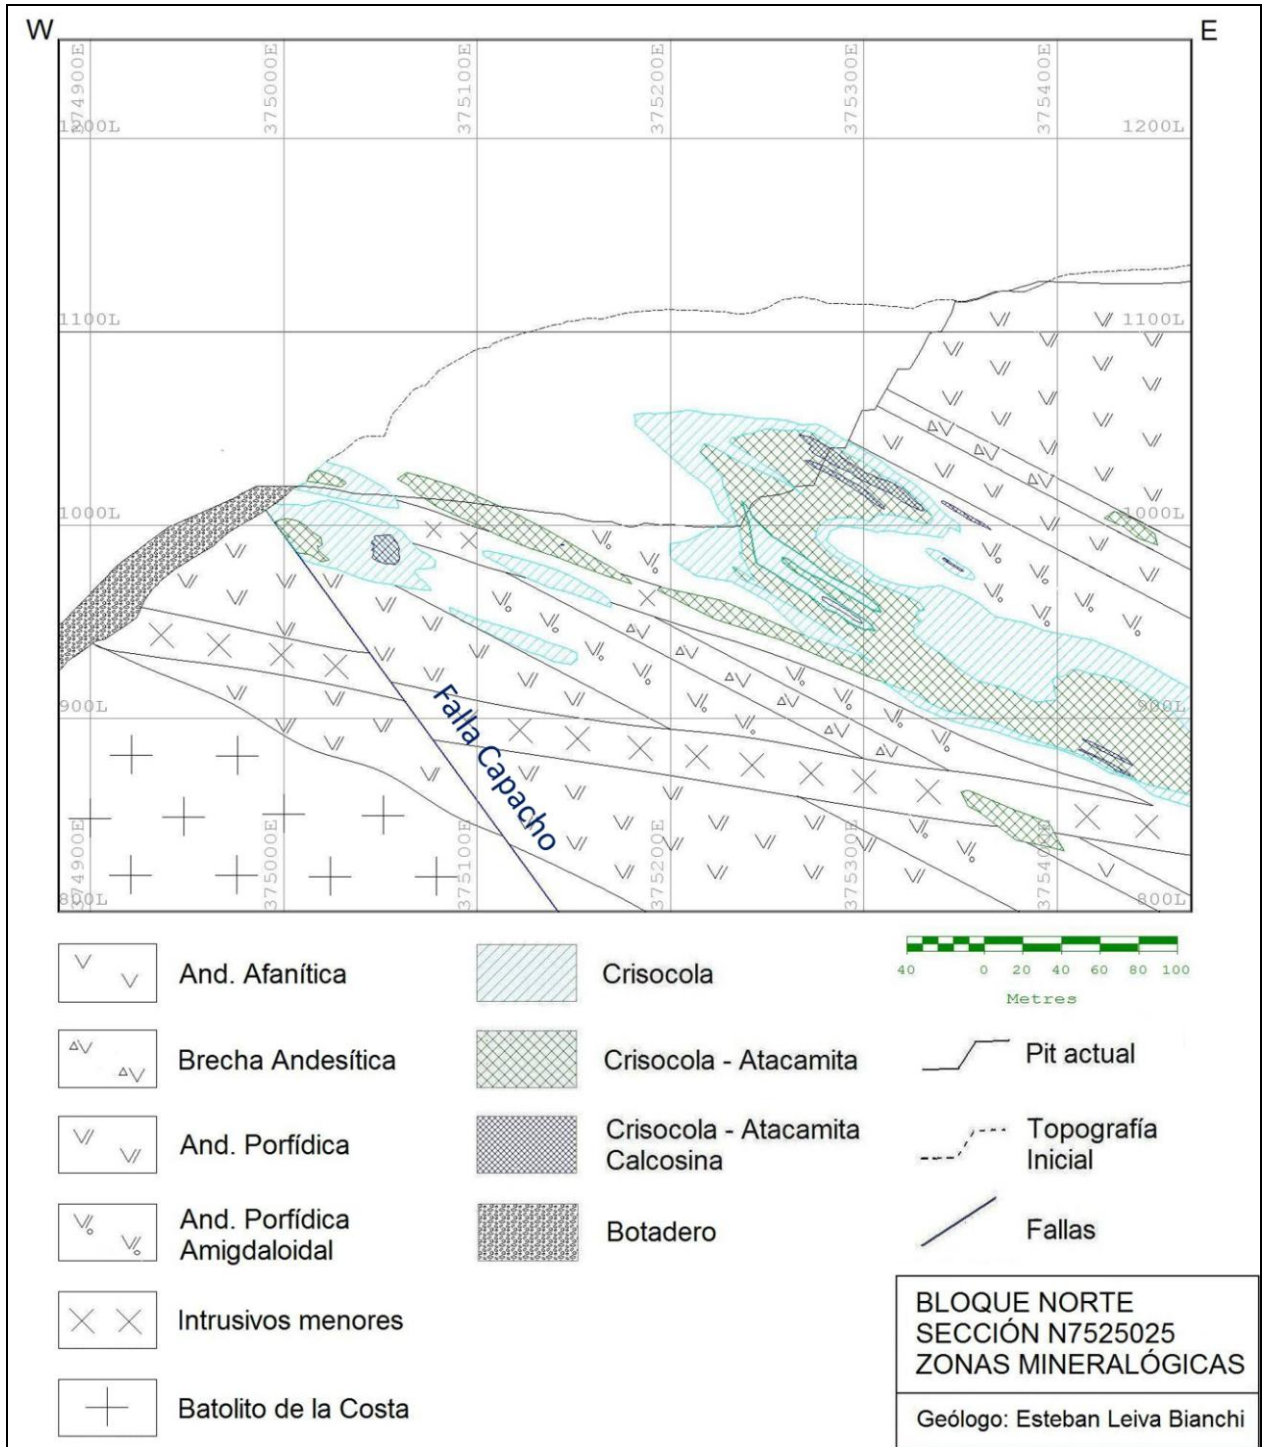 W
E
374900E
375000E
375100E
375200E
375300E
375400E
1200L
1200L
1100L
1100L
1000L
1000L
900L
900L
Falla Capacho
374900E
375000E
375100E
375200E
375300E
375400E
800L
800L
And. Afanítica
Brecha Andesítica
And. Porfídica
And. Porfídica
Amigdaloidal
Intrusivos menores
Batolito de la Costa
Crisocola
Crisocola - Atacamita
Crisocola - Atacamita
Calcosina
Botadero
40 0 20 40 60 80 100
Metres
Pit actual
Topografía
Inicial
Fallas
BLOQUE NORTE
SECCIÓN N7525025
ZONAS MINERALÓGICAS
Geólogo: Esteban Leiva Bianchi